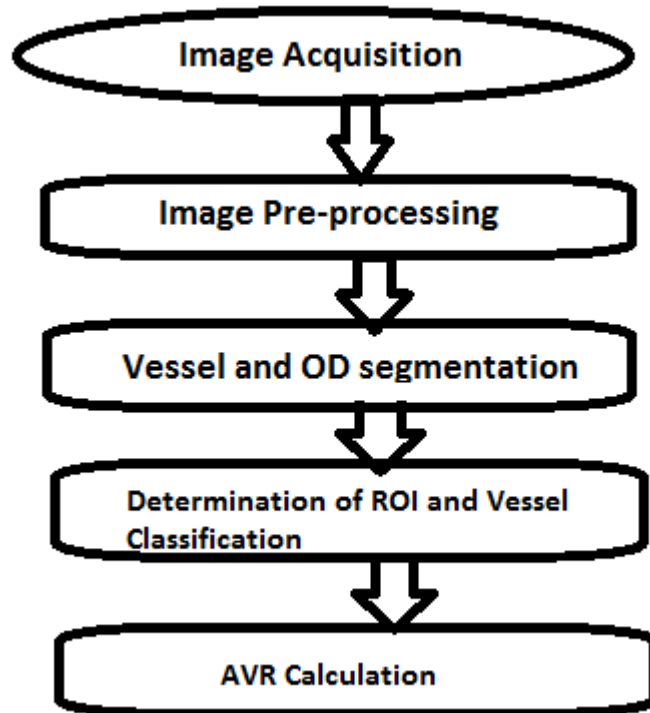 Image Acquisition
Image Pre-processing
Vessel and OD segmentation
Determination of ROI and Vessel
Classification
AVR Calculation